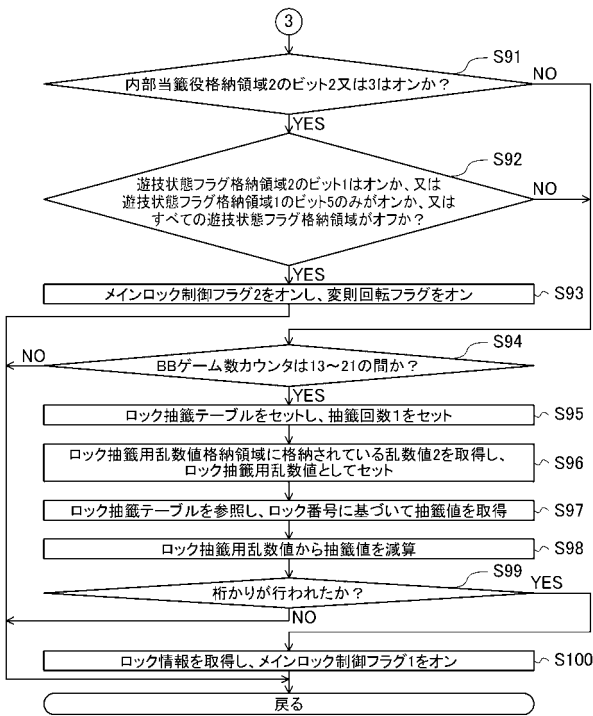 3
S91
内部当籤役格納領域2のビット2又は3はオンか？
NO
YES
S92
遊技状態フラグ格納領域2のビット1はオンか、又は
遊技状態フラグ格納領域1のビット5のみがオンか、又は
すべての遊技状態フラグ格納領域がオフか？
NO
YES
メインロック制御フラグ2をオンし、変則回転フラグをオン
S93
S94
NO
BBゲーム数カウンタは13～21の間か？
YES
ロック抽籤テーブルをセットし、抽籤回数1をセット
S95
ロック抽籤用乱数値格納領域に格納されている乱数値2を取得し、
ロック抽籤用乱数値としてセット
S96
ロック抽籤テーブルを参照し、ロック番号に基づいて抽籤値を取得
S97
ロック抽籤用乱数値から抽籤値を減算
S98
S99
桁かりが行われたか？
YES
NO
ロック情報を取得し、メインロック制御フラグ1をオン
S100
戻る